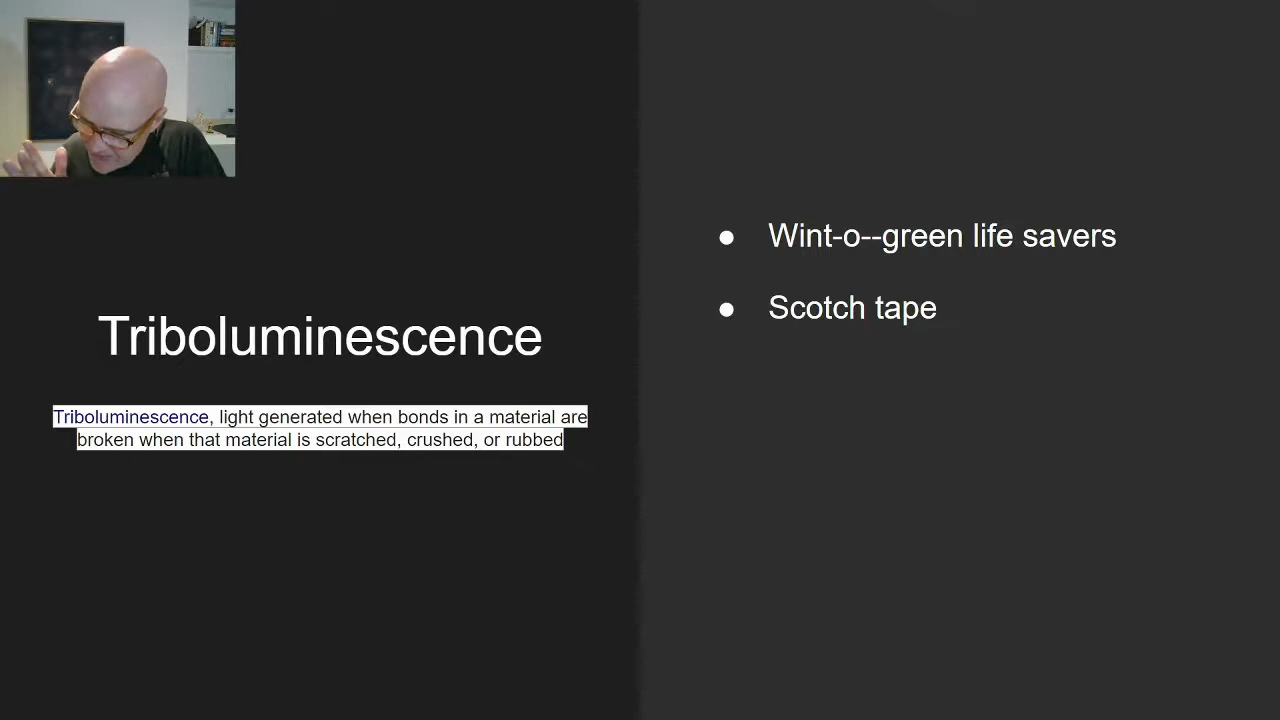 Triboluminescence
Triboluminescence, light generated when bonds in a material are
broken when that material is scratched, crushed, or rubbed
● Wint-o--green life savers
● Scotch tape